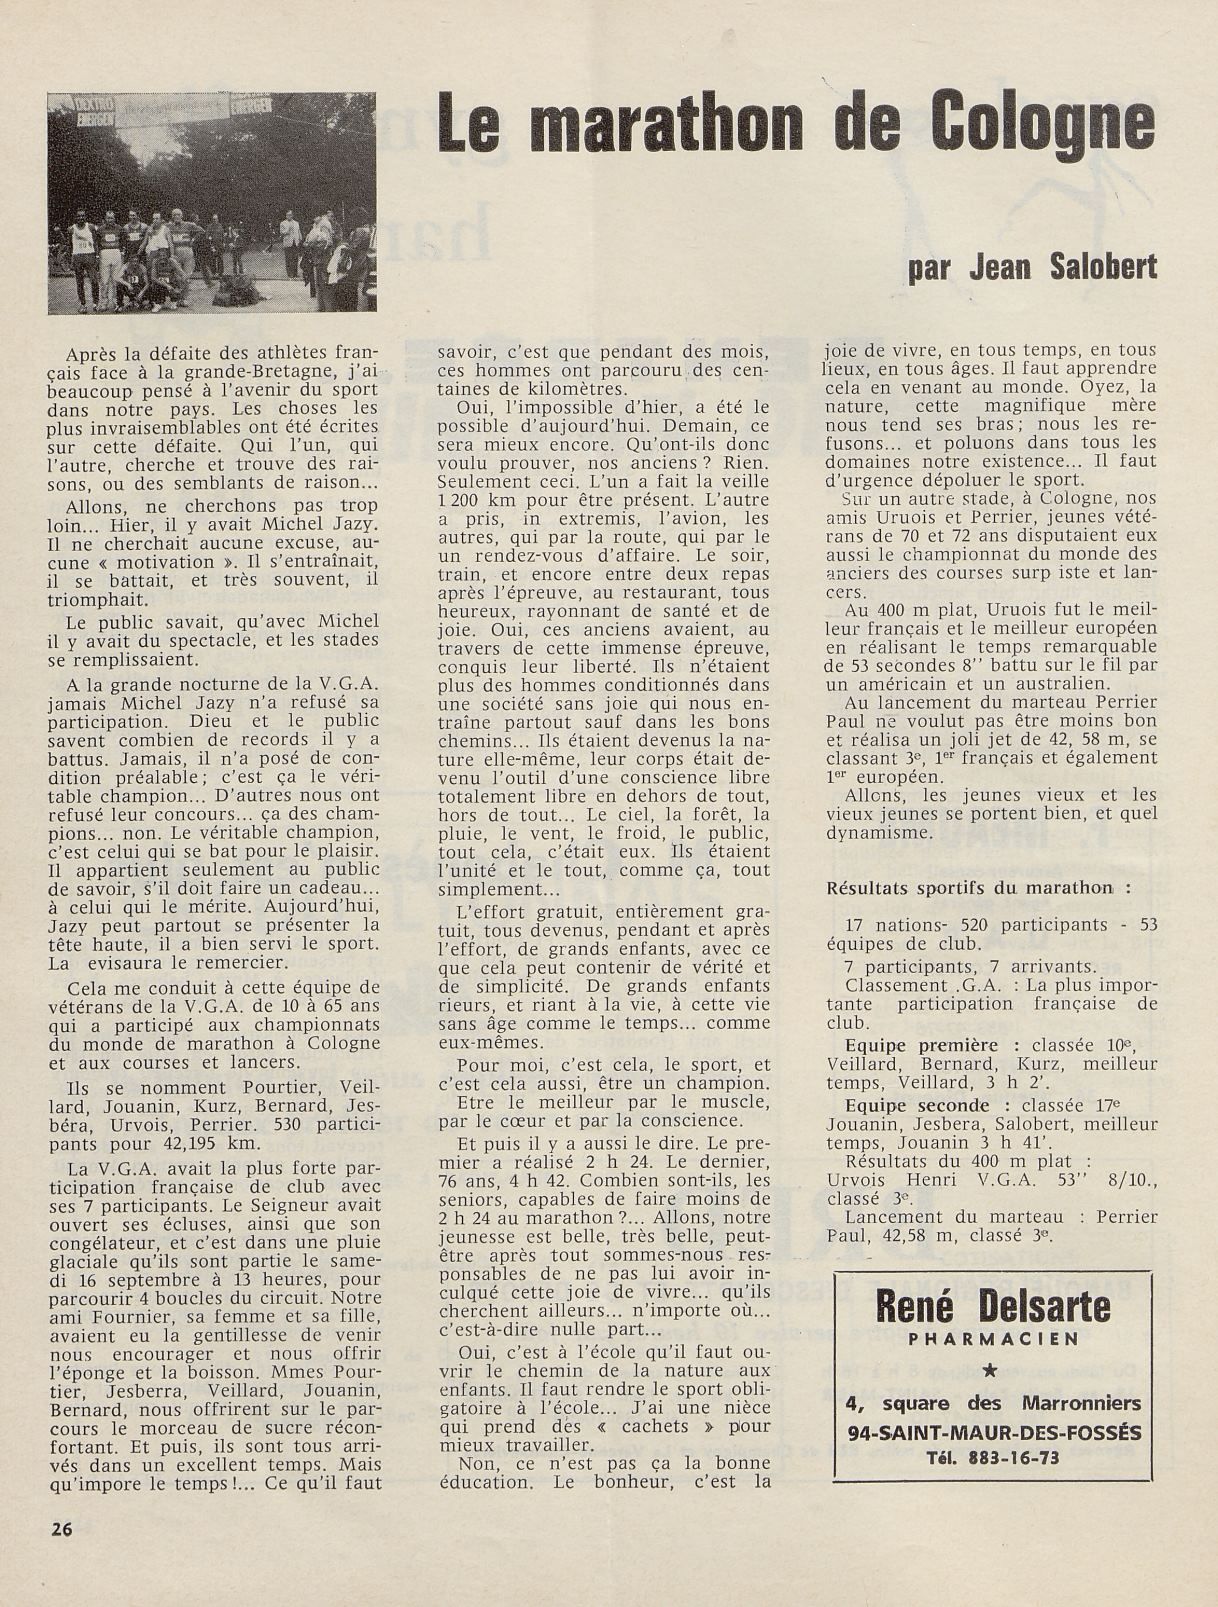 DEXTRO
ENERGEN
ENERGEN
Le marathon de Cologne
par Jean Salobert
Après la défaite des athlètes fran-
çais face à la grande-Bretagne, j'ai
beaucoup pensé à l'avenir du sport
dans notre pays. Les choses les
plus invraisemblables ont été écrites
sur cette défaite. Qui l'un, qui
l'autre, cherche et trouve des rai-
sons, ou des semblants de raison...
Allons, ne cherchons pas trop
loin... Hier, il y avait Michel Jazy.
Il ne cherchait aucune excuse, au-
cune « motivation ». Il s'entraînait,
il se battait, et très souvent, il
triomphait.
Le public savait, qu'avec Michel
il y avait du spectacle, et les stades
se remplissaient.
A la grande nocturne de la V.G.A.
jamais Michel Jazy n'a refusé sa
participation. Dieu et le public
savent combien de records il y a
battus. Jamais, il n'a posé de con-
dition préalable ; c'est ça le véri-
table champion... D'autres nous ont
refusé leur concours... ça des cham-
pions... non. Le véritable champion,
c'est celui qui se bat pour le plaisir.
Il appartient seulement au public
de savoir, s'il doit faire un cadeau...
à celui qui le mérite. Aujourd'hui,
Jazy peut partout se présenter la
tête haute, il a bien servi le sport.
La evisaura le remercier.
Cela me conduit à cette équipe de
vétérans de la V.G.A. de 10 à 65 ans
qui a participé aux championnats
du monde de marathon à Cologne
et aux courses et lancers.
Ils se nomment Pourtier, Veil-
lard, Jouanin, Kurz, Bernard, Jes-
béra, Urvois, Perrier. 530 partici-
pants pour 42,195 km.
La V.G.A. avait la plus forte par-
ticipation française de club avec
ses 7 participants. Le Seigneur avait
ouvert ses écluses, ainsi que son
congélateur, et c'est dans une pluie
glaciale qu'ils sont partie le same-
di 16 septembre à 13 heures, pour
parcourir 4 boucles du circuit. Notre
ami Fournier, sa femme et sa fille,
avaient eu la gentillesse de venir
nous encourager et nous offrir
l'éponge et la boisson. Mmes Pour-
tier, Jesberra, Veillard, Jouanin,
Bernard, nous offrirent sur le par-
cours le morceau de sucre récon-
fortant. Et puis, ils sont tous arri-
vés dans un excellent temps. Mais
qu'impore le temps !... Ce qu'il faut
savoir, c'est que pendant des mois,
ces hommes ont parcouru des cen-
taines de kilomètres.
Oui, l'impossible d'hier, a été le
possible d'aujourd'hui. Demain, ce
sera mieux encore. Qu'ont-ils donc
voulu prouver, nos anciens ? Rien.
Seulement ceci. L'un a fait la veille
1 200 km pour être présent. L'autre
a pris, in extremis, l'avion, les
autres, qui par la route, qui par le
un rendez-vous d'affaire. Le soir,
train, et encore entre deux repas
après l'épreuve, au restaurant, tous
heureux, rayonnant de santé et de
joie. Oui, ces anciens avaient, au
travers de cette immense épreuve,
conquis leur liberté. Ils n'étaient
plus des hommes conditionnés dans
une société sans joie qui nous en-
traîne partout sauf dans les bons
chemins... Ils étaient devenus la na-
ture elle-même, leur corps était de-
venu l'outil d'une conscience libre
totalement libre en dehors de tout,
hors de tout... Le ciel, la forêt, la
pluie, le vent, le froid, le public,
tout cela, c'était eux. Ils étaient
l'unité et le tout, comme ça, tout
simplement...
L'effort gratuit, entièrement gra-
tuit, tous devenus, pendant et après
l'effort, de grands enfants, avec ce
que cela peut contenir de vérité et
de simplicité. De grands enfants
rieurs, et riant à la vie, à cette vie
sans âge comme le temps... comme
eux-mêmes.
Pour moi, c'est cela, le sport, et
c'est cela aussi, être un champion.
Etre le meilleur par le muscle,
par le cœur et par la conscience.
Et puis il y a aussi le dire. Le pre-
mier a réalisé 2 h 24. Le dernier,
76 ans, 4 h 42. Combien sont-ils, les
seniors, capables de faire moins de
2 h 24 au marathon ?... Allons, notre
jeunesse est belle, très belle, peut-
être après tout sommes-nous res-
ponsables de ne pas lui avoir in-
culqué cette joie de vivre... qu'ils
cherchent ailleurs... n'importe où...
c'est-à-dire nulle part...
Oui, c'est à l'école qu'il faut ou-
vrir le chemin de la nature aux
enfants. Il faut rendre le sport obli-
gatoire à l'école... J'ai une nièce
qui prend des « cachets » pour
mieux travailler.
Non, ce n'est pas ça la bonne
éducation. Le bonheur, c'est la
joie de vivre, en tous temps, en tous
lieux, en tous âges. Il faut apprendre
cela en venant au monde. Oyez, la
nature, cette magnifique mère
nous tend ses bras ; nous les re-
fusons... et poluons dans tous les
domaines notre existence... Il faut
d'urgence dépoluer le sport.
Sur un autre stade, à Cologne, nos
amis Uruois et Perrier, jeunes vété-
rans de 70 et 72 ans disputaient eux
aussi le championnat du monde des
anciens des courses surp iste et lan-
cers.
Au 400 m plat, Uruois fut le meil-
leur français et le meilleur européen
en réalisant le temps remarquable
de 53 secondes 8'' battu sur le fil par
un américain et un australien.
Au lancement du marteau Perrier
Paul ne voulut pas être moins bon
et réalisa un joli jet de 42, 58 m, se
classant 3e, 1er français et également
1er européen.
Allons, les jeunes vieux et les
vieux jeunes se portent bien, et quel
dynamisme.
Résultats sportifs du marathon :
17 nations- 520 participants - 53
équipes de club.
7 participants, 7 arrivants.
Classement .G.A. : La plus impor-
tante participation française de
club.
Equipe première : classée 10e,
Veillard, Bernard, Kurz, meilleur
temps, Veillard, 3 h 2'.
Equipe seconde : classée 17e
Jouanin, Jesbera, Salobert, meilleur
temps, Jouanin 3 h 41'.
Résultats du 400 m plat :
Urvois Henri V.G.A. 53'' 8/10.,
classé 3e.
Lancement du marteau : Perrier
Paul, 42,58 m, classé 3e.
René Delsarte
PHARMACIEN
★
4, square des Marronniers
94-SAINT-MAUR-DES-FOSSÉS
Tél. 883-16-73
26